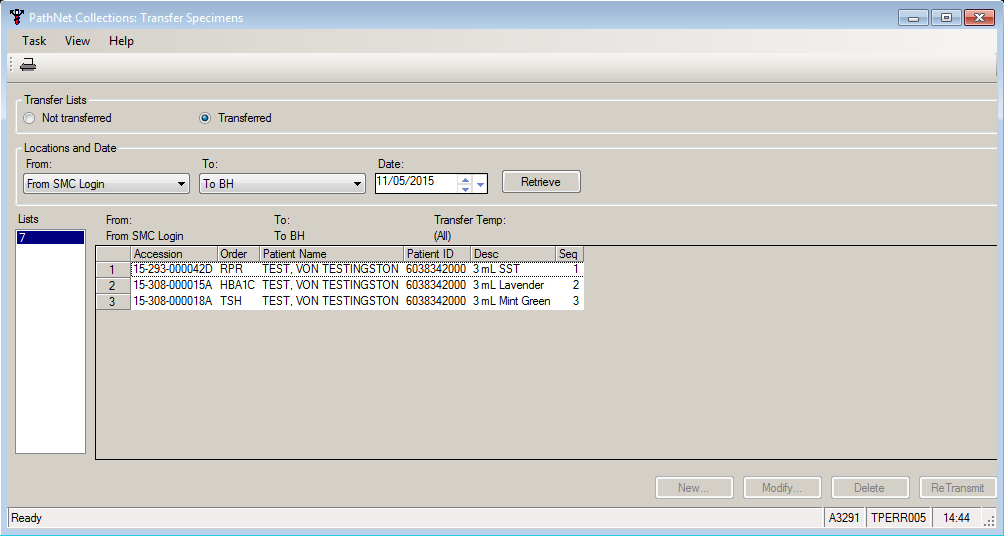 PathNet Collections: Transfer Specimens
Task View Help
Transfer Lists
Not transferred Transferred
Locations and Date
From: To: Date:
From SMC Login To BH 11/05/2015 Retrieve
Lists From: To: Transfer Temp:
7 From SMC Login To BH (All)
Accession Order Patient Name Patient ID Desc Seq
1 15-293-000042D RPR TEST, VON TESTINGSTON 6038342000 3 mL SST 1
2 15-308-000015A HBA1C TEST, VON TESTINGSTON 6038342000 3 mL Lavender 2
3 15-308-000018A TSH TEST, VON TESTINGSTON 6038342000 3 mL Mint Green 3
New... Modify... Delete ReTransmit
Ready A3291 TPERR005 14:44